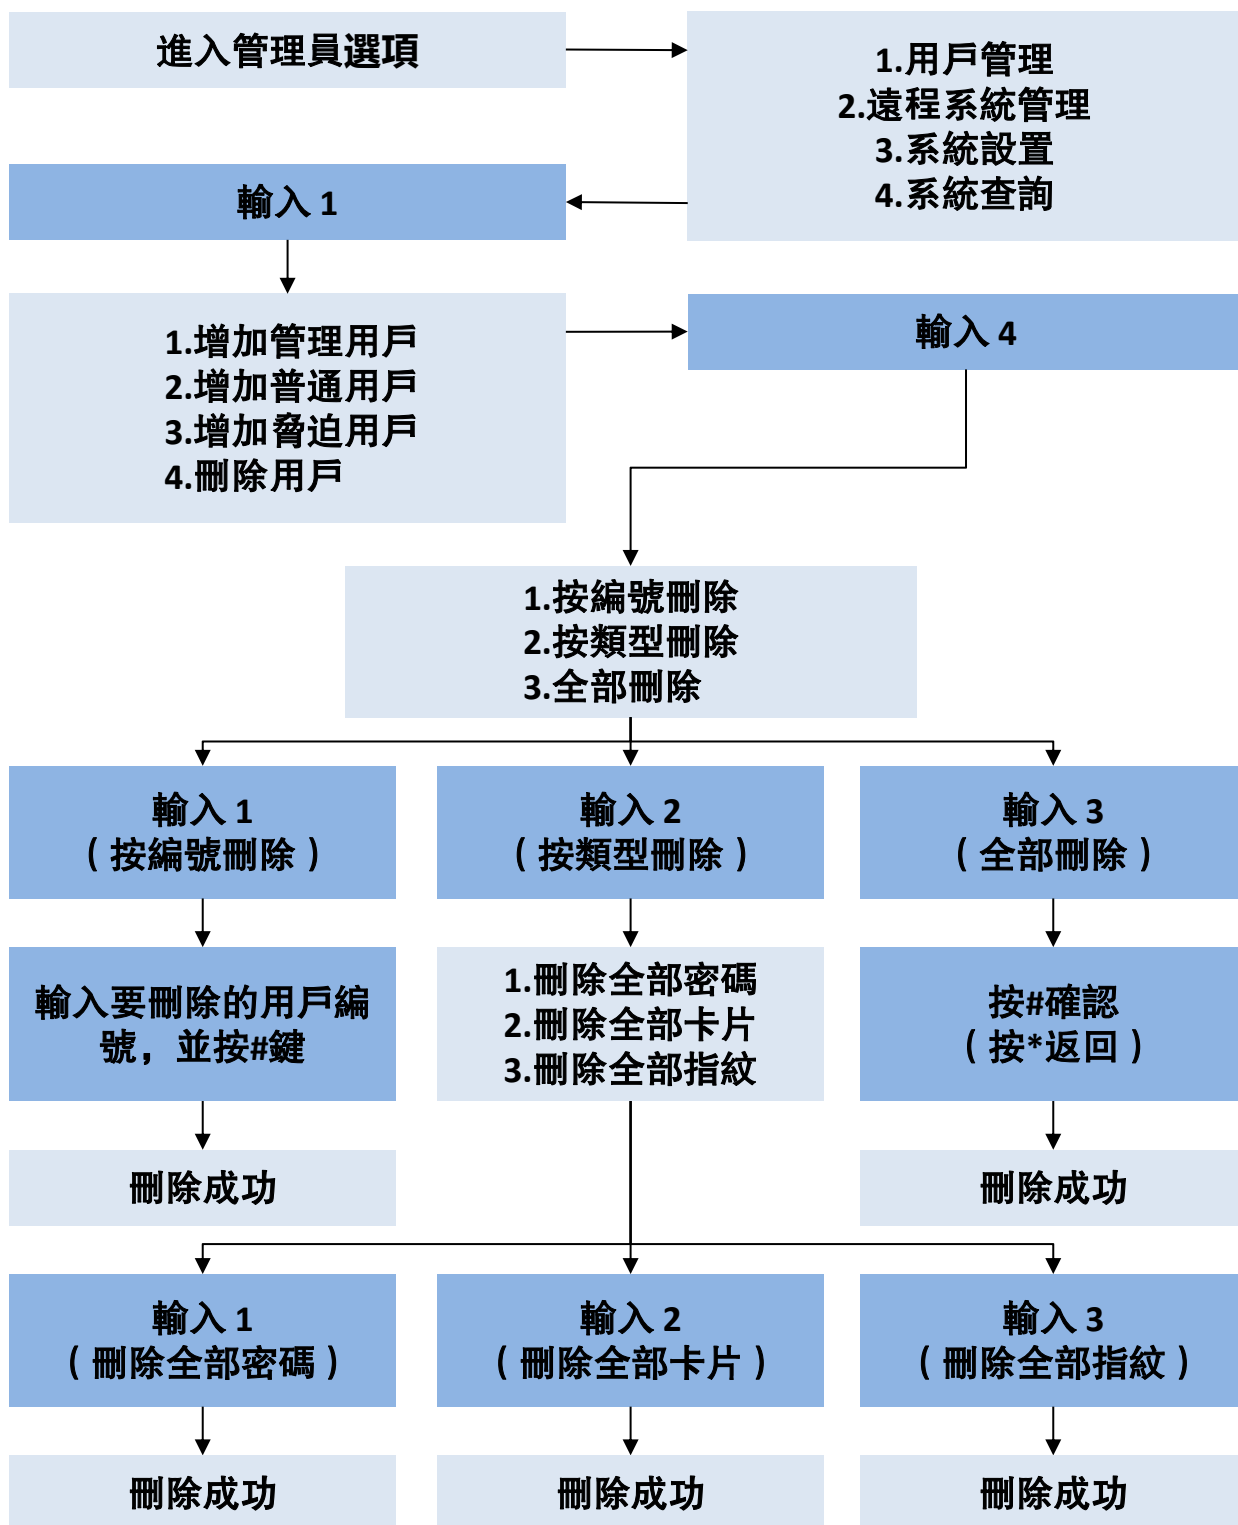 進入管理員選項
1.用戶管理
2.遠程系統管理
3.系統設置
4.系統查詢
輸入 1
1.增加管理用戶
2.增加普通用戶
3.增加脅迫用戶
4.刪除用戶
輸入 4
1.按編號刪除
2.按類型刪除
3.全部刪除
輸入 1
(按編號刪除)
輸入 2
(按類型刪除)
輸入 3
(全部刪除)
輸入要刪除的用戶編
號，並按#鍵
1.刪除全部密碼
2.刪除全部卡片
3.刪除全部指紋
按#確認
(按*返回)
刪除成功
刪除成功
輸入 1
(刪除全部密碼)
輸入 2
(刪除全部卡片)
輸入 3
(刪除全部指紋)
刪除成功
刪除成功
刪除成功